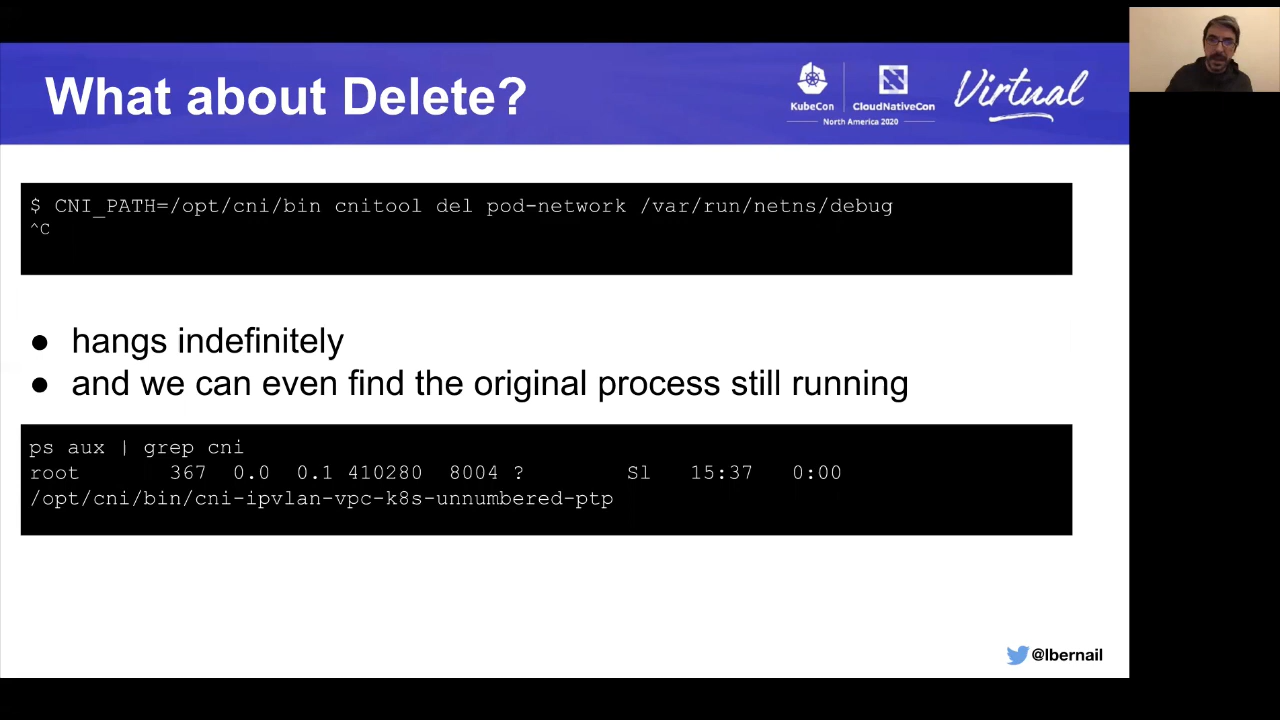 What about Delete?
KubeCon
CloudNativeCon
North America 2020
Virtual
$ CNI_PATH=/opt/cni/bin cnitool del pod-network /var/run/netns/debug
^C
● hangs indefinitely
● and we can even find the original process still running
ps aux | grep cni
root 367 0.0 0.1 410280 8004 ? Sl 15:37 0:00
/opt/cni/bin/cni-ipvlan-vpc-k8s-unnumbered-ptp
@lbernail